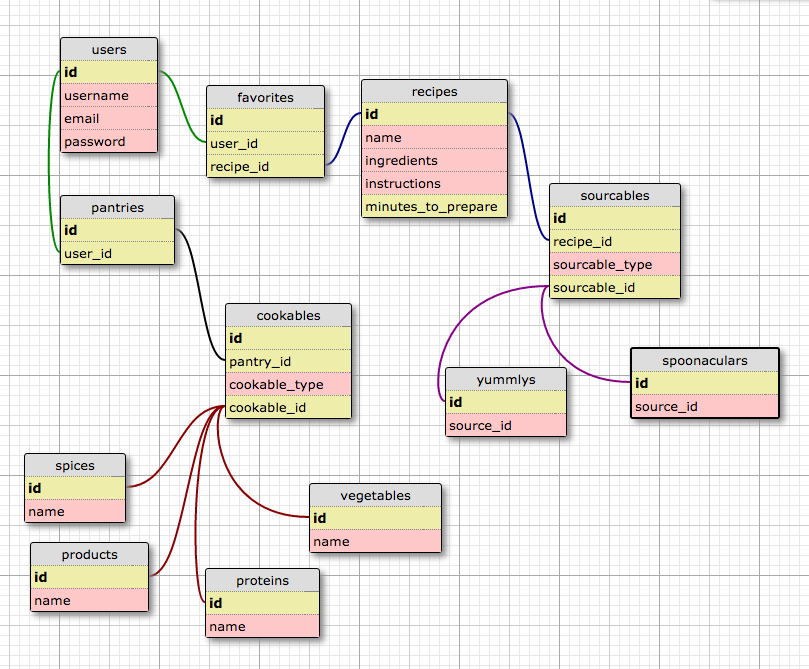 users
id
username
email
password
favorites
id
user_id
recipe_id
recipes
id
name
ingredients
instructions
minutes_to_prepare
sourcables
id
recipe_id
sourcable_type
sourcable_id
pantries
id
user_id
cookables
id
pantry_id
cookable_type
cookable_id
yummlys
id
source_id
spoonaculars
id
source_id
spices
id
name
vegetables
id
name
products
id
name
proteins
id
name